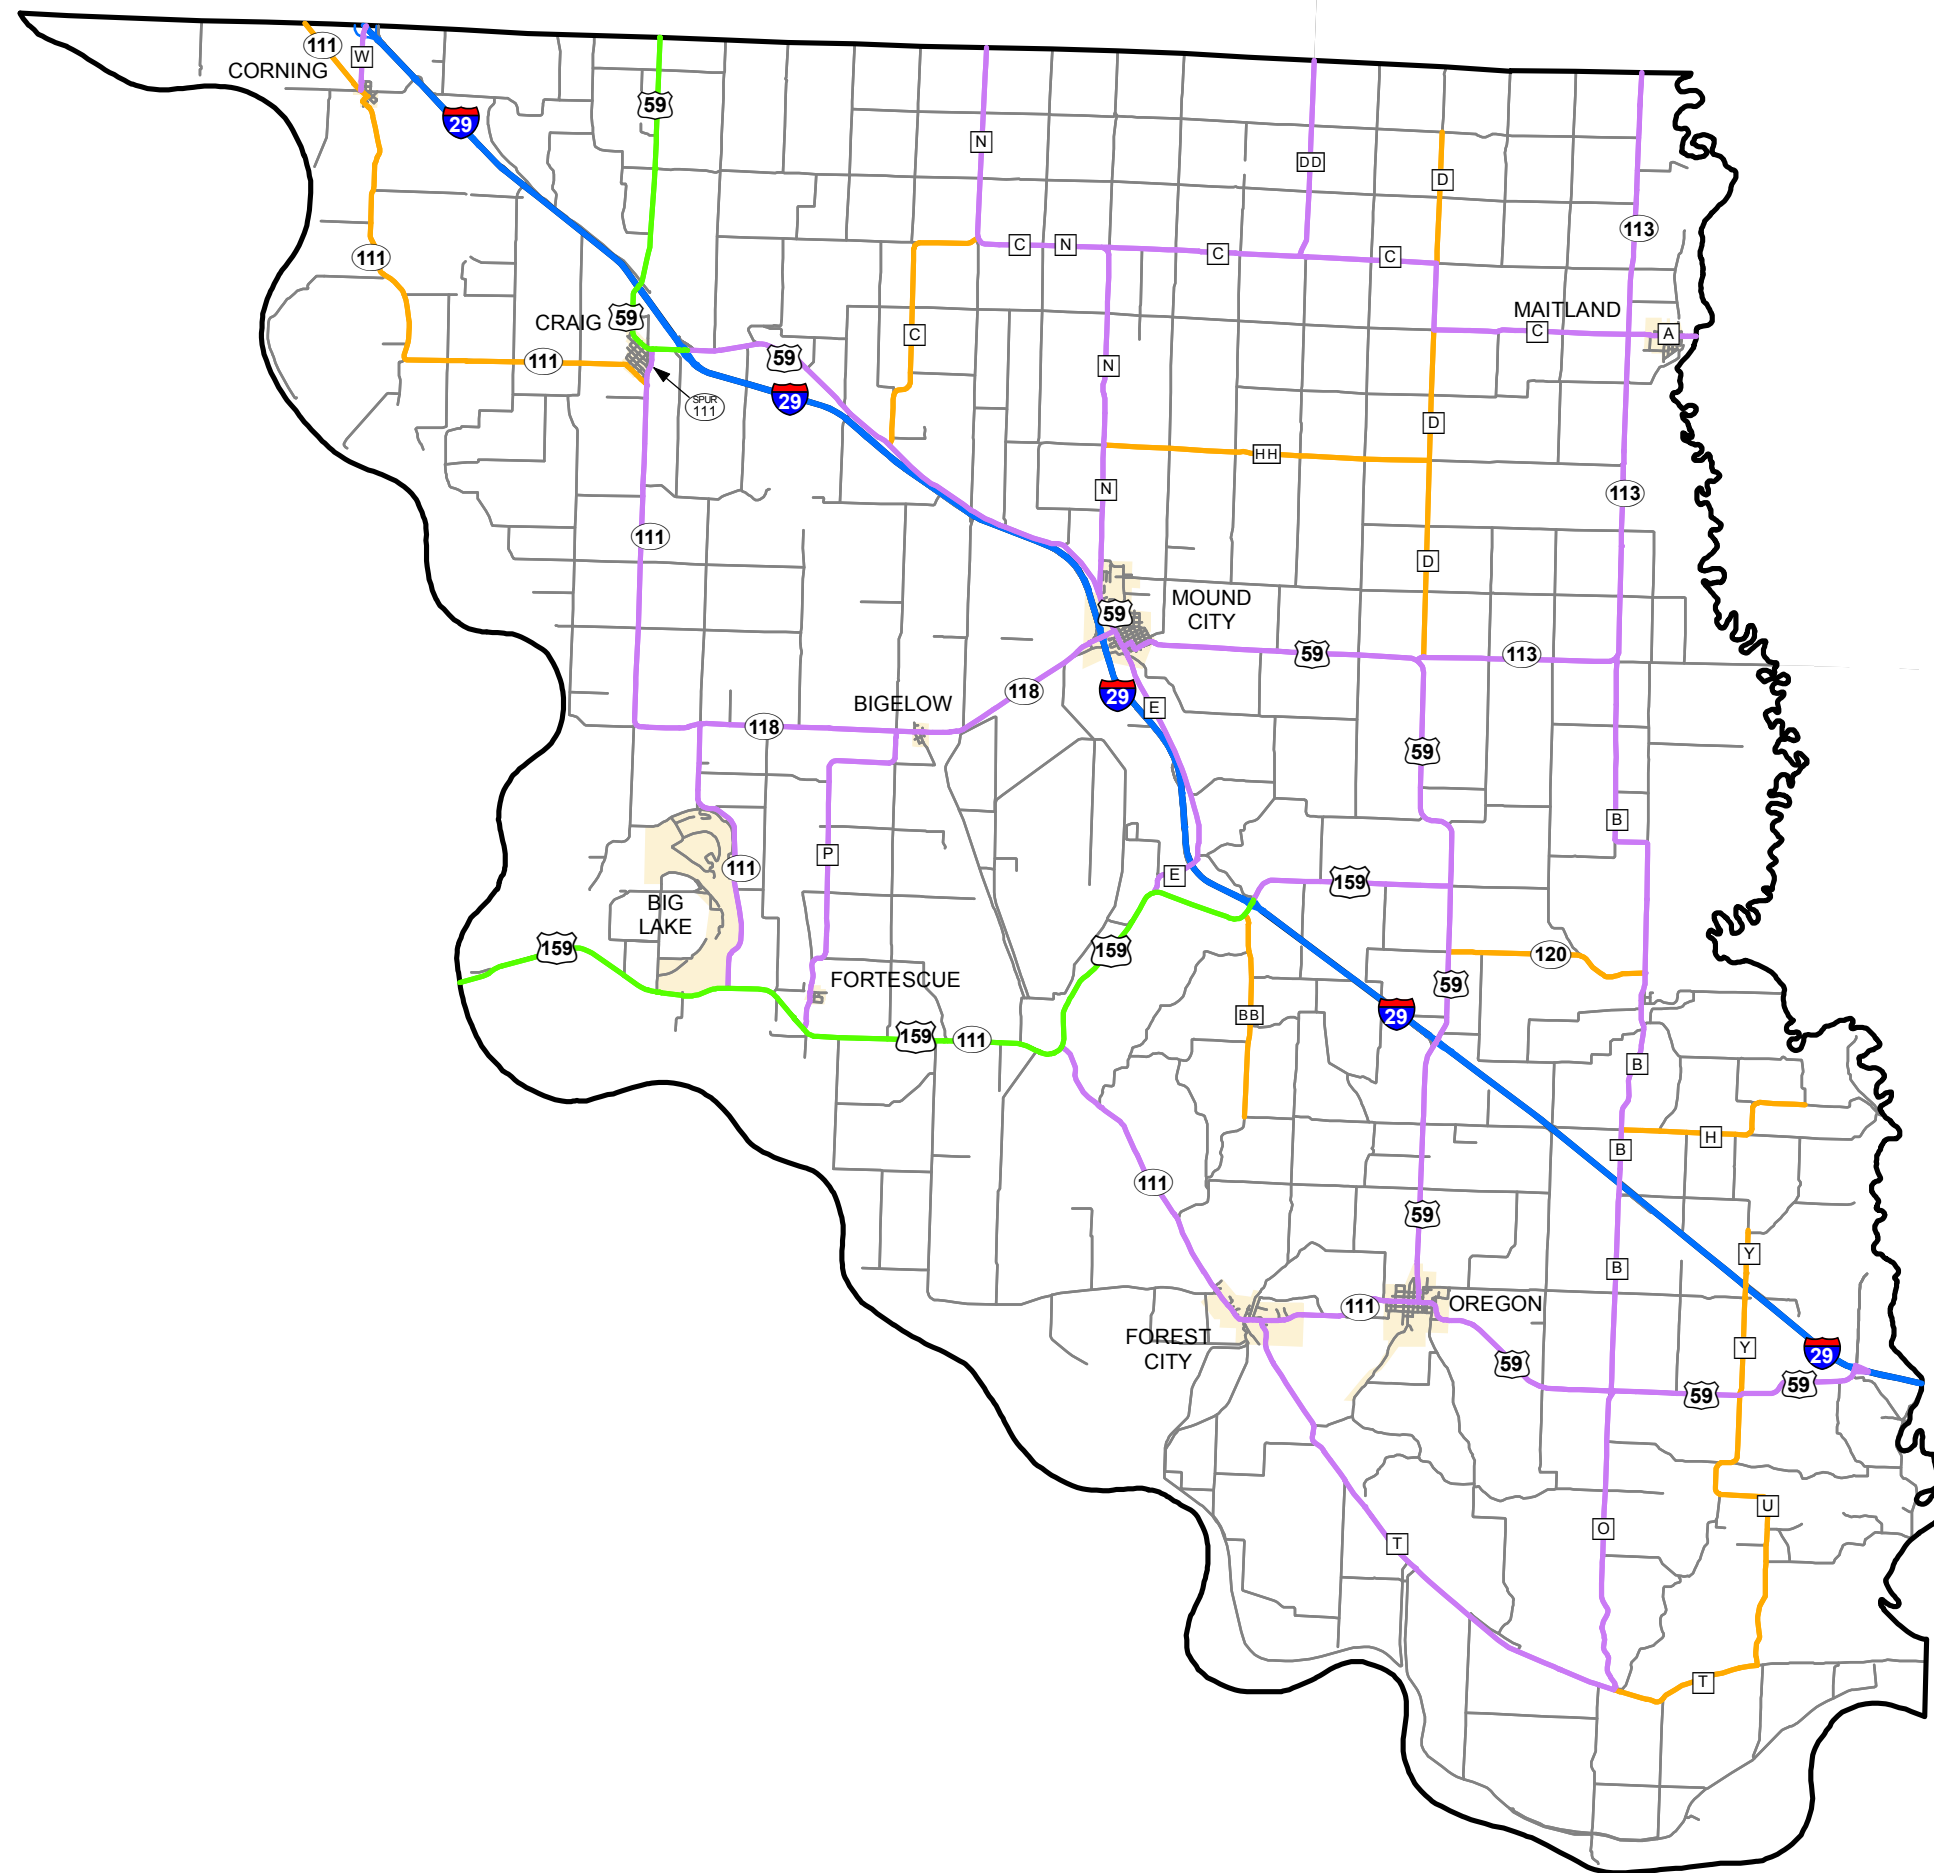 111
W
CORNING
29
59
N
DD
D
113
111
C
N
C
C
MAITLAND
CRAIG
59
C
A
C
111
59
N
29
SPUR
111
D
HH
N
113
111
D
59
MOUND
CITY
59
113
118
29
BIGELOW
E
118
59
B
P
111
E
159
BIG
LAKE
159
159
120
FORTESCUE
59
BB
29
159
111
B
H
B
111
59
Y
B
OREGON
111
FOREST
CITY
Y
29
59
59
59
U
O
T
T